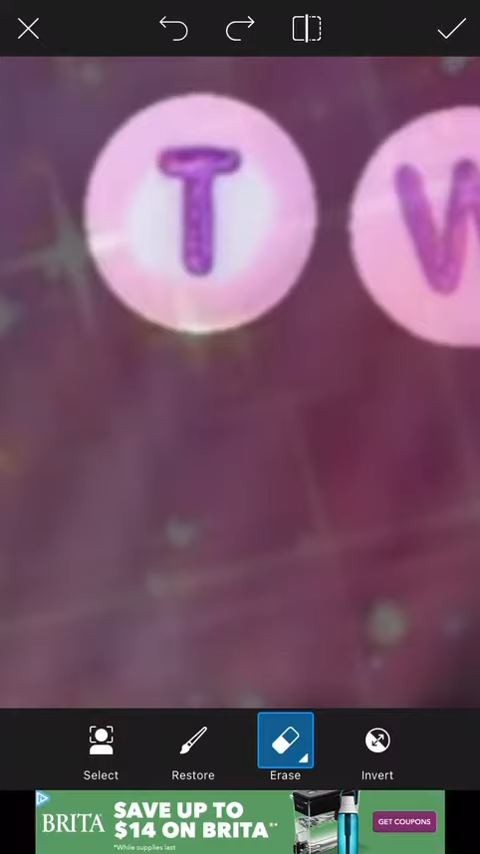 T W
Select Restore Erase Invert
BRITA SAVE UP TO
$14 ON BRITA**
GET COUPONS
*While supplies last